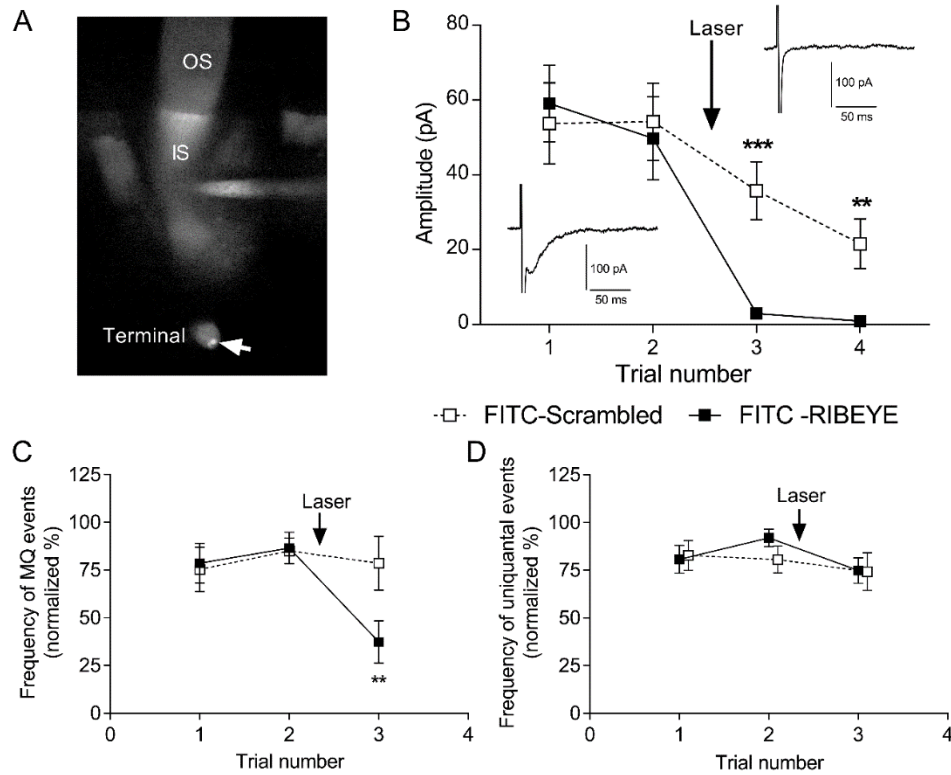 A
OS
IS
Terminal
B
Laser
100 pA
50 ms
***
**
100 pA
50 ms
Amplitude (pA)
80
60
40
20
0
1 2 3 4
Trial number
FITC-Scrambled FITC -RIBEYE
C
Laser
**
Frequency of MQ events
(normalized %)
125
100
75
50
25
0
0 1 2 3 4
Trial number
D
Laser
Frequency of uniquantal events
(normalized %)
125
100
75
50
25
0
0 1 2 3 4
Trial number